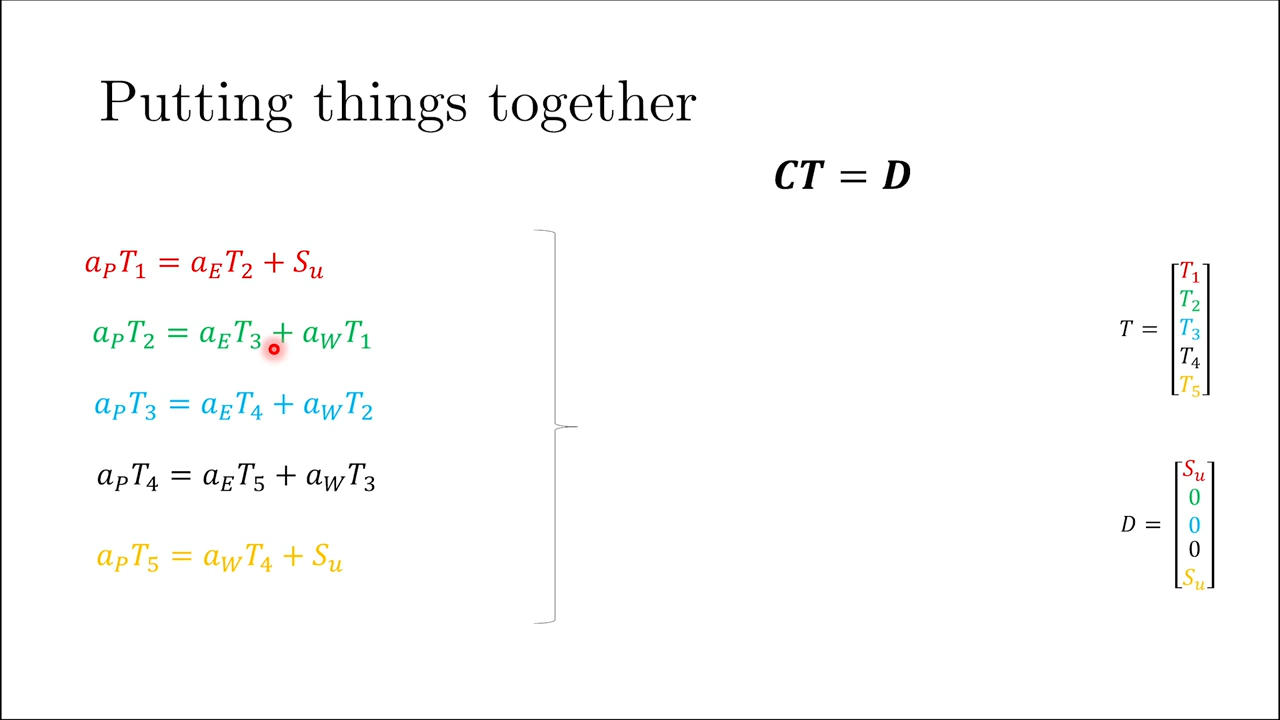 Putting things together
CT = D
a_P T_1 = a_E T_2 + S_u
a_P T_2 = a_E T_3 + a_W T_1
a_P T_3 = a_E T_4 + a_W T_2
a_P T_4 = a_E T_5 + a_W T_3
a_P T_5 = a_W T_4 + S_u
T =
T_1
T_2
T_3
T_4
T_5
D =
S_u
0
0
0
S_u